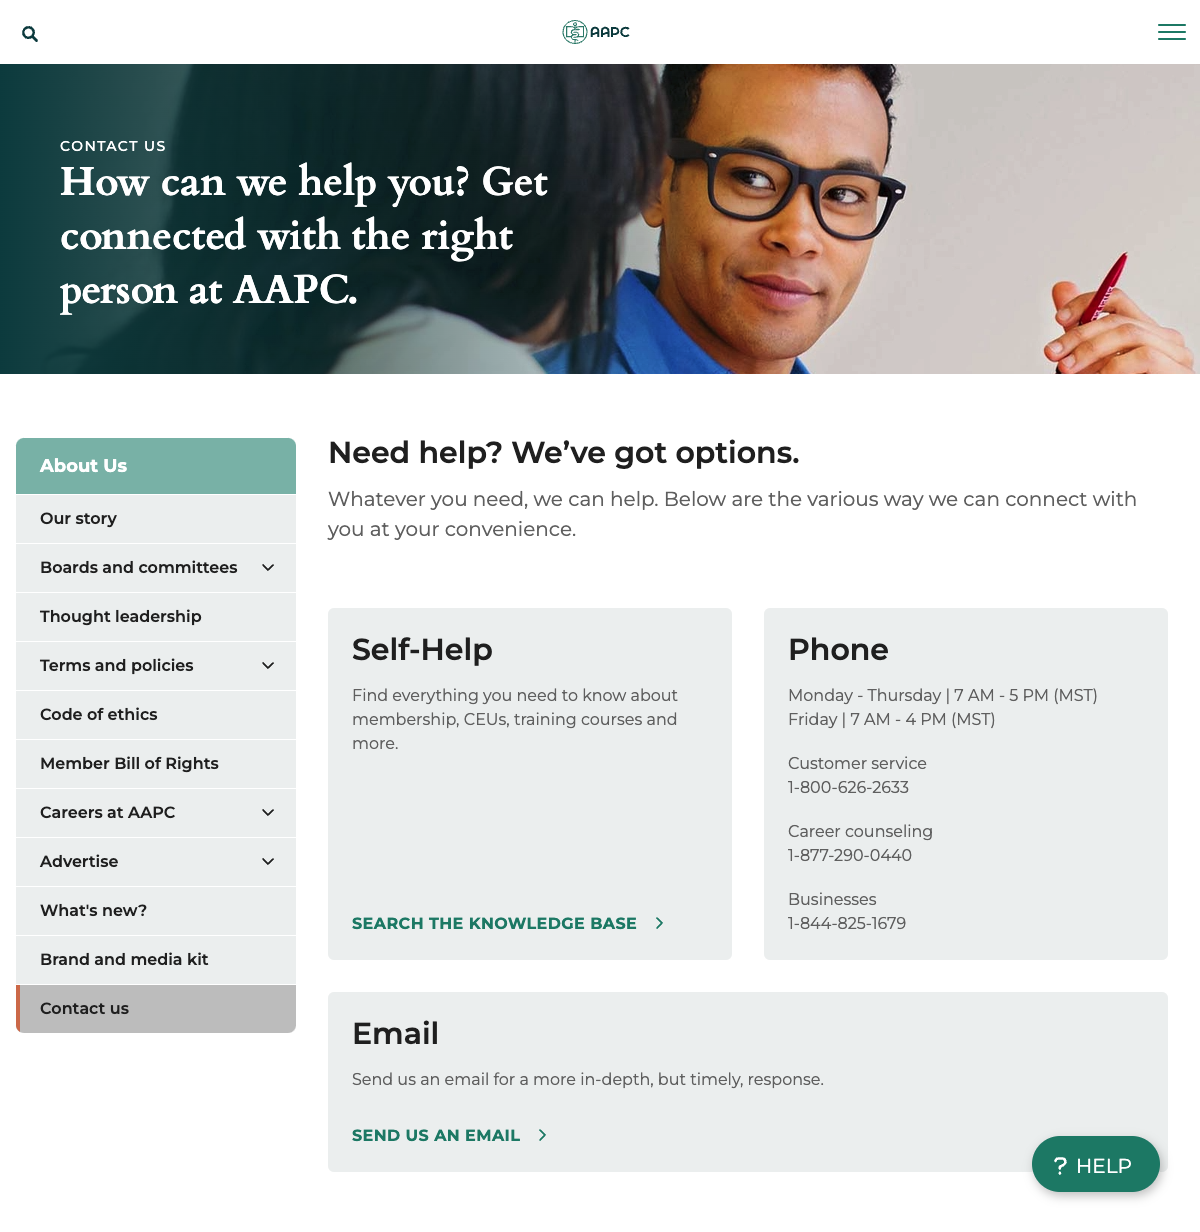 AAPC
CONTACT US
How can we help you? Get
connected with the right
person at AAPC.
About Us
Our story
Boards and committees
Thought leadership
Terms and policies
Code of ethics
Member Bill of Rights
Careers at AAPC
Advertise
What's new?
Brand and media kit
Contact us
Need help? We’ve got options.
Whatever you need, we can help. Below are the various way we can connect with
you at your convenience.
Self-Help
Find everything you need to know about
membership, CEUs, training courses and
more.
SEARCH THE KNOWLEDGE BASE
Phone
Monday - Thursday | 7 AM - 5 PM (MST)
Friday | 7 AM - 4 PM (MST)
Customer service
1-800-626-2633
Career counseling
1-877-290-0440
Businesses
1-844-825-1679
Email
Send us an email for a more in-depth, but timely, response.
SEND US AN EMAIL
? HELP